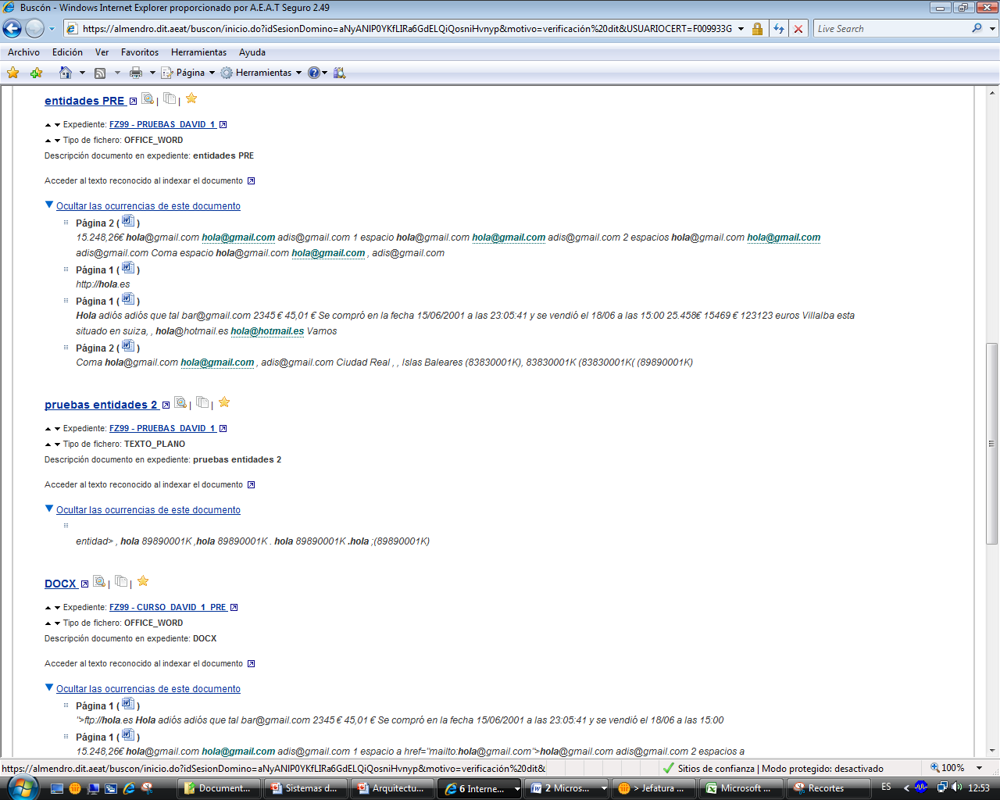 Buscón - Windows Internet Explorer proporcionado por A.E.A.T Seguro 2.49
https://almendro.dit.aeat/buscon/inicio.do?idSesionDomino=aNyANIP0YKfLIRa6GdELQiQosniHvnyp&motivo=verificación%20dit&USUARIOCERT=F009933G
Live Search
Archivo Edición Ver Favoritos Herramientas Ayuda
Página Herramientas
entidades PRE | |
Expediente: FZ99 - PRUEBAS_DAVID_1
Tipo de fichero: OFFICE_WORD
Descripción documento en expediente: entidades PRE
Acceder al texto reconocido al indexar el documento
Ocultar las ocurrencias de este documento
Página 2 ( )
15.248,26€ hola@gmail.com hola@gmail.com adis@gmail.com 1 espacio hola@gmail.com hola@gmail.com adis@gmail.com 2 espacios hola@gmail.com hola@gmail.com
adis@gmail.com Coma espacio hola@gmail.com hola@gmail.com , adis@gmail.com
Página 1 ( )
http://hola.es
Página 1 ( )
Hola adiós adiós que tal bar@gmail.com 2345 € 45,01 € Se compró en la fecha 15/06/2001 a las 23:05:41 y se vendió el 18/06 a las 15:00 25.458€ 15469 € 123123 euros Villalba esta
situado en suiza, , hola@hotmail.es hola@hotmail.es Vamos
Página 2 ( )
Coma hola@gmail.com hola@gmail.com , adis@gmail.com Ciudad Real , , Islas Baleares (83830001K), 83830001K (83830001K( (89890001K)
pruebas entidades 2 | |
Expediente: FZ99 - PRUEBAS_DAVID_1
Tipo de fichero: TEXTO_PLANO
Descripción documento en expediente: pruebas entidades 2
Acceder al texto reconocido al indexar el documento
Ocultar las ocurrencias de este documento
entidad> , hola 89890001K ,hola 89890001K . hola 89890001K .hola ;(89890001K)
DOCX | |
Expediente: FZ99 - CURSO_DAVID_1_PRE
Tipo de fichero: OFFICE_WORD
Descripción documento en expediente: DOCX
Acceder al texto reconocido al indexar el documento
Ocultar las ocurrencias de este documento
Página 1 ( )
">ftp://hola.es Hola adiós adiós que tal bar@gmail.com 2345 € 45,01 € Se compró en la fecha 15/06/2001 a las 23:05:41 y se vendió el 18/06 a las 15:00
Página 1 ( )
15.248,26€ hola@gmail.com hola@gmail.com adis@gmail.com 1 espacio a href="mailto:hola@gmail.com">hola@gmail.com adis@gmail.com 2 espacios a
https://almendro.dit.aeat/buscon/inicio.do?idSesionDomino=aNyANIP0YKfLIRa6GdELQiQosniHvnyp&motivo=verificación%20dit& Sitios de confianza | Modo protegido: desactivado 100%
Document... Sistemas d... Arquitectu... 6 Interne... 2 Micros... > Jefatura ... Microsoft ... Recortes ES 12:53